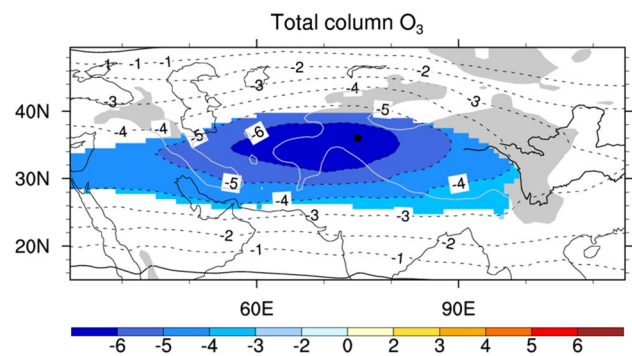 Total column O₃
-1 -1 -1 -2 -2
-3 -4 -3
-3 -5
40N
-4 -4 -5 -6
30N
-5 -4 -4
-3 -3
20N
-2 -2
-1 -1
60E 90E
-6 -5 -4 -3 -2 0 2 3 4 5 6